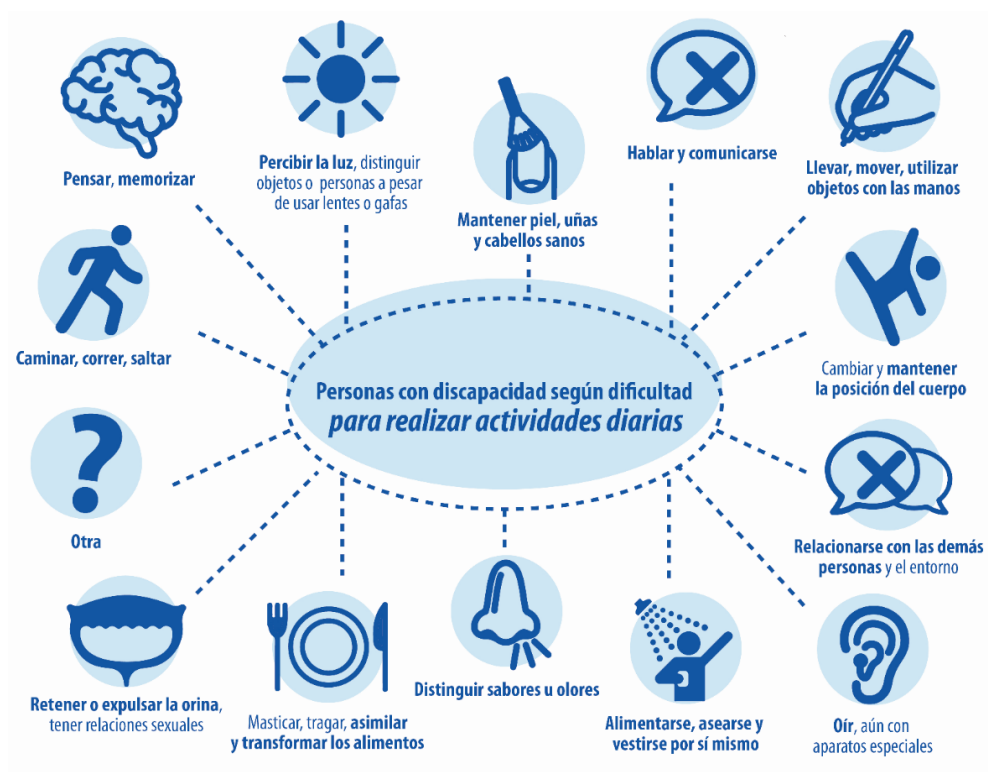 Pensar, memorizar
Percibir la luz, distinguir
objetos o personas a pesar
de usar lentes o gafas
Mantener piel, uñas
y cabellos sanos
Hablar y comunicarse
Llevar, mover, utilizar
objetos con las manos
Caminar, correr, saltar
Cambiar y mantener
la posición del cuerpo
Personas con discapacidad según dificultad
para realizar actividades diarias
Otra
Relacionarse con las demás
personas y el entorno
Retener o expulsar la orina,
tener relaciones sexuales
Masticar, tragar, asimilar
y transformar los alimentos
Distinguir sabores u olores
Alimentarse, asearse y
vestirse por sí mismo
Oír, aún con
aparatos especiales